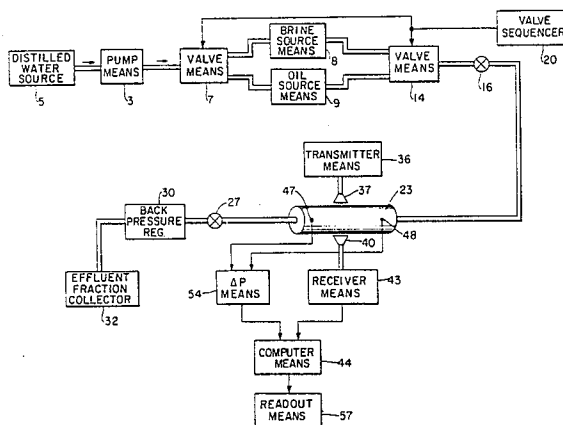 DISTILLED
WATER
SOURCE
5
PUMP
MEANS
3
VALVE
MEANS
7
BRINE
SOURCE
MEANS
8
OIL
SOURCE
MEANS
9
VALVE
MEANS
14
16
VALVE
SEQUENCER
20
TRANSMITTER
MEANS
36
37
23
47
48
40
30
BACK
PRESSURE
REG.
27
EFFLUENT
FRACTION
COLLECTOR
32
ΔP
MEANS
54
RECEIVER
MEANS
43
COMPUTER
MEANS
44
READOUT
MEANS
57